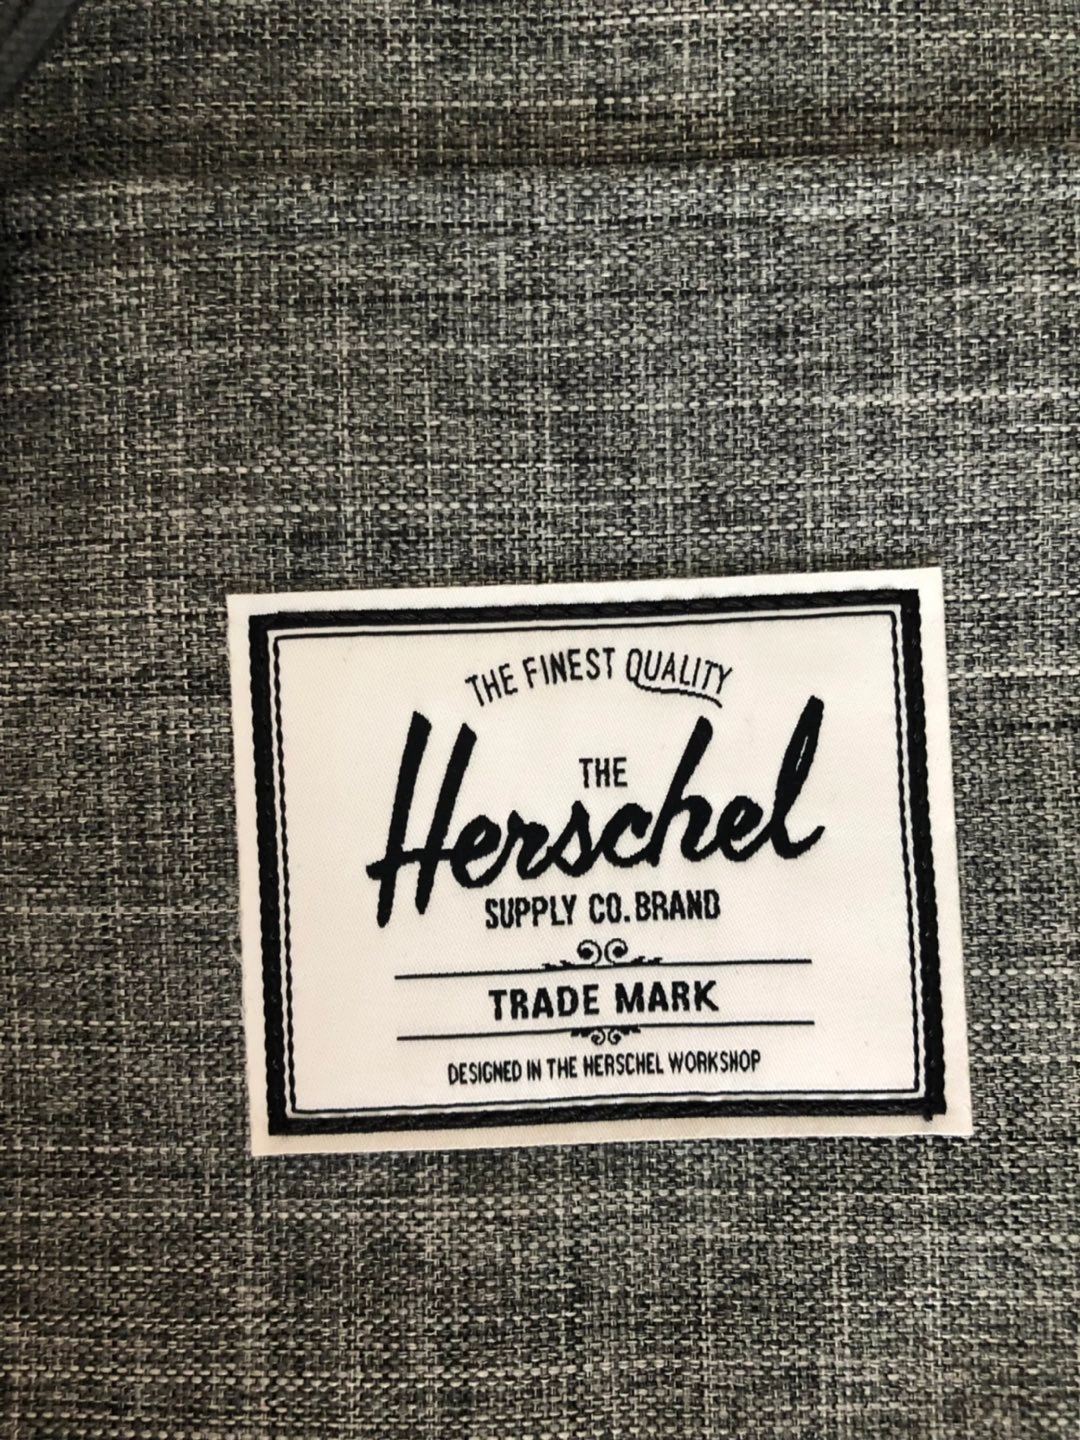 THE FINEST QUALITY
THE
Herschel
SUPPLY CO. BRAND
TRADE MARK
DESIGNED IN THE HERSCHEL WORKSHOP